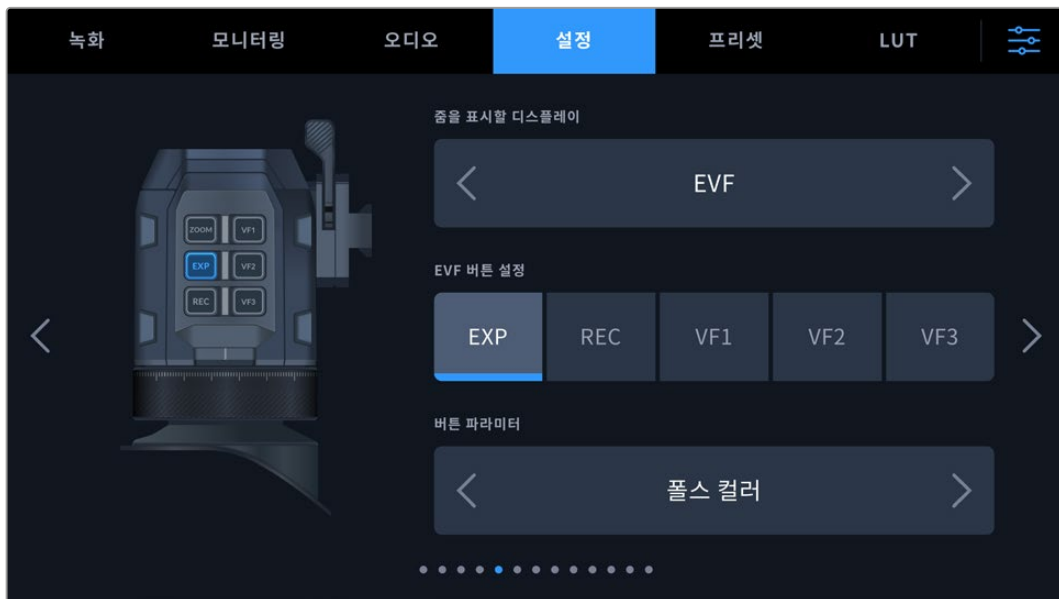 녹화 모니터링 오디오 설정 프리셋 LUT
줌을 표시할 디스플레이
EVF
ZOOM VF1
EXP VF2
REC VF3
EVF 버튼 설정
EXP REC VF1 VF2 VF3
버튼 파라미터
폴스 컬러